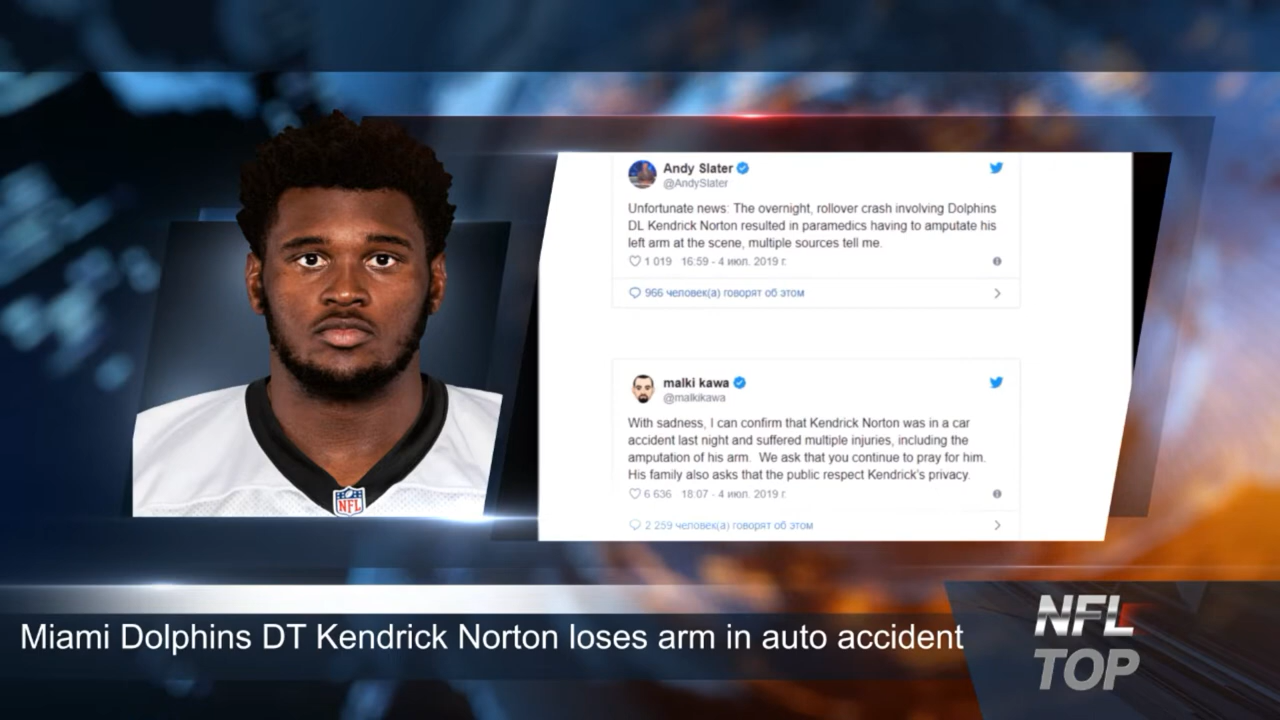 Andy Slater
@AndySlater
Unfortunate news: The overnight, rollover crash involving Dolphins
DL Kendrick Norton resulted in paramedics having to amputate his
left arm at the scene, multiple sources tell me.
1 019 16:59 - 4 июл. 2019 г.
966 человек(а) говорят об этом
malki kawa
@malkikawa
With sadness, I can confirm that Kendrick Norton was in a car
accident last night and suffered multiple injuries, including the
amputation of his arm. We ask that you continue to pray for him.
His family also asks that the public respect Kendrick's privacy.
6 636 18:07 - 4 июл. 2019 г.
2 259 человек(а) говорят об этом
NFL
Miami Dolphins DT Kendrick Norton loses arm in auto accident
NFL
TOP